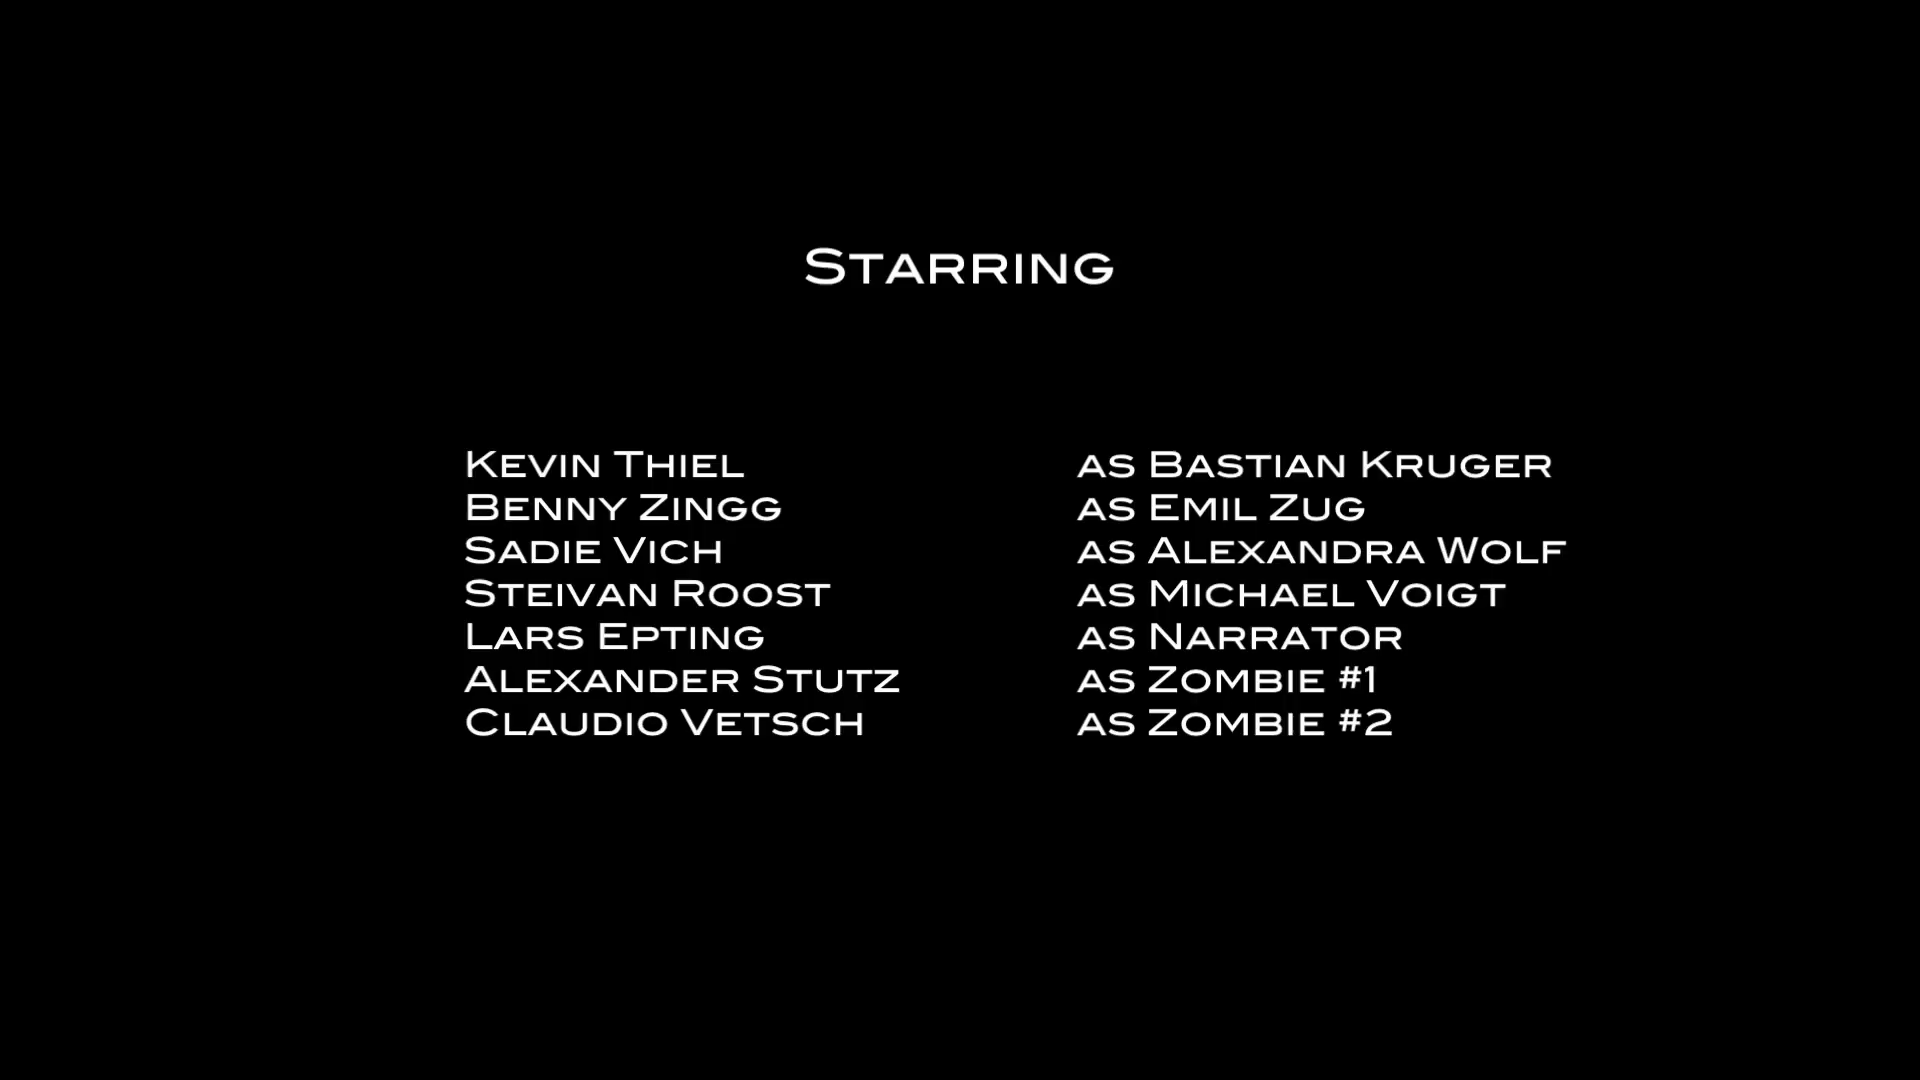 Starring
Kevin Thiel as Bastian Kruger
Benny Zingg as Emil Zug
Sadie Vich as Alexandra Wolf
Steivan Roost as Michael Voigt
Lars Epting as Narrator
Alexander Stutz as Zombie #1
Claudio Vetsch as Zombie #2